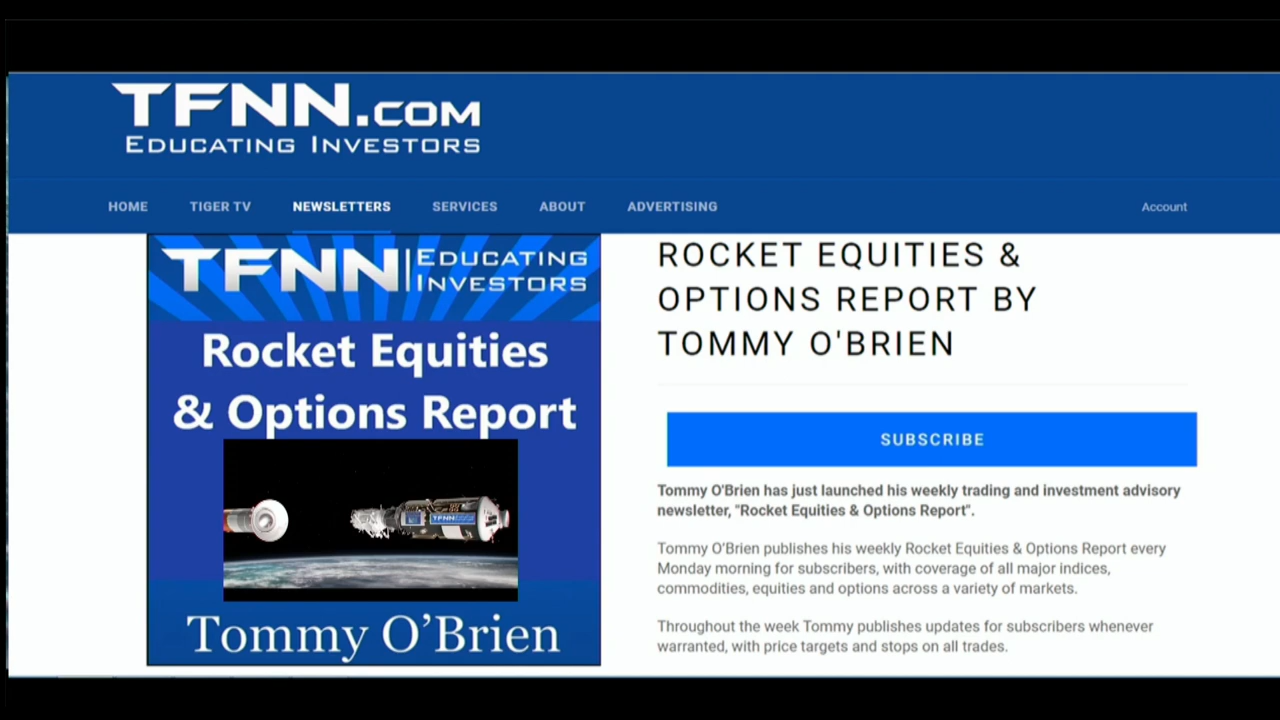 TFNN.COM
EDUCATING INVESTORS
HOME TIGER TV NEWSLETTERS SERVICES ABOUT ADVERTISING Account
TFNN EDUCATING
INVESTORS
Rocket Equities
& Options Report
TFNN
Tommy O’Brien
ROCKET EQUITIES &
OPTIONS REPORT BY
TOMMY O'BRIEN
SUBSCRIBE
Tommy O'Brien has just launched his weekly trading and investment advisory
newsletter, "Rocket Equities & Options Report".
Tommy O’Brien publishes his weekly Rocket Equities & Options Report every
Monday morning for subscribers, with coverage of all major indices,
commodities, equities and options across a variety of markets.
Throughout the week Tommy publishes updates for subscribers whenever
warranted, with price targets and stops on all trades.